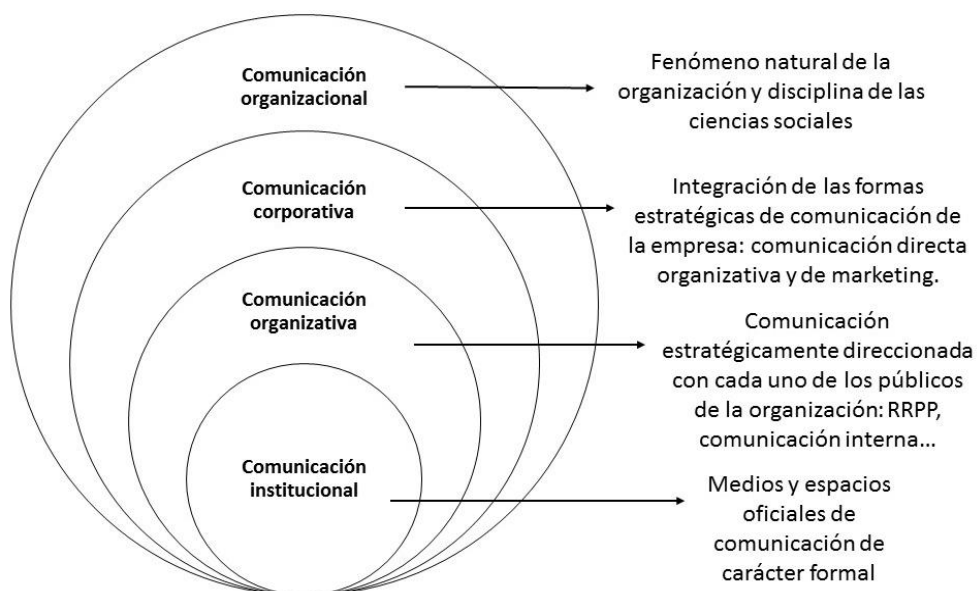 Comunicación
organizacional
Fenómeno natural de la
organización y disciplina de las
ciencias sociales
Comunicación
corporativa
Integración de las formas
estratégicas de comunicación de
la empresa: comunicación directa
organizativa y de marketing.
Comunicación
organizativa
Comunicación
estratégicamente direccionada
con cada uno de los públicos
de la organización: RRPP,
comunicación interna...
Comunicación
institucional
Medios y espacios
oficiales de
comunicación de
carácter formal